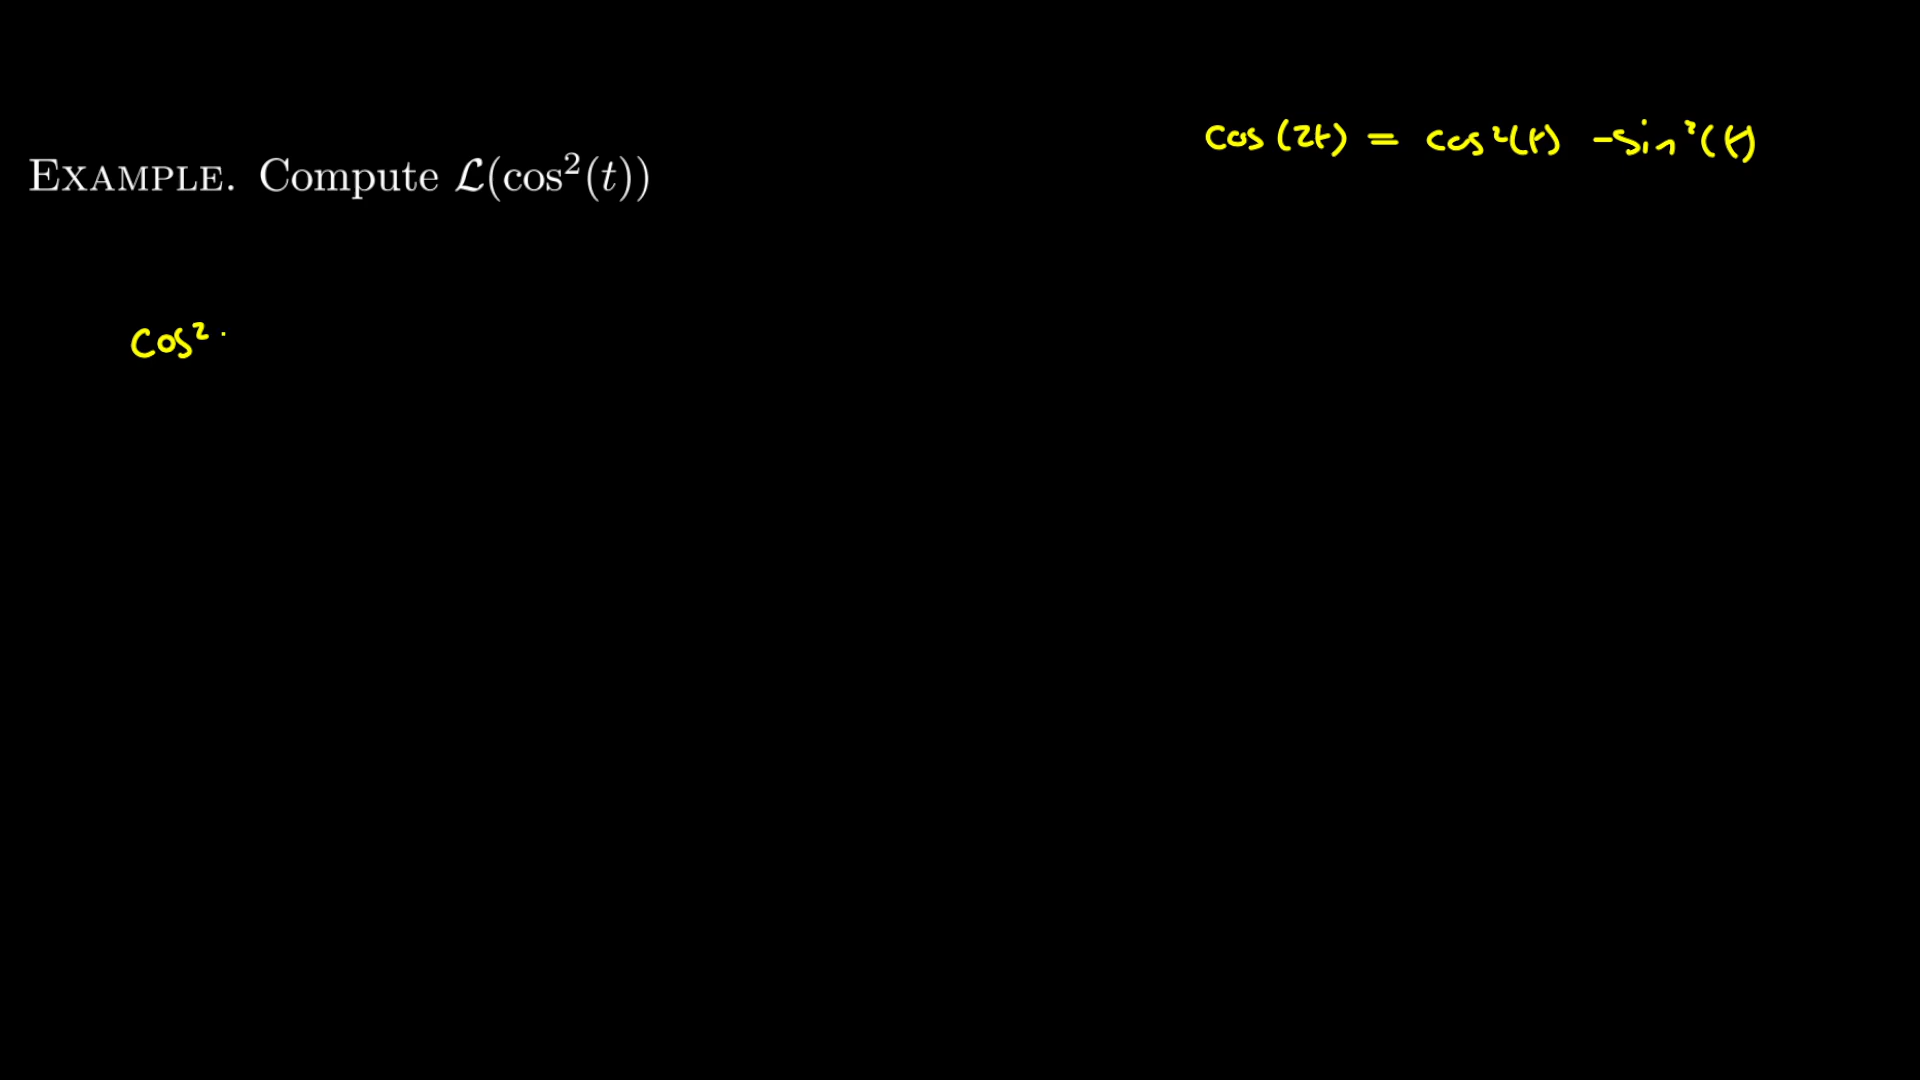 cos (2t) = cos²(t) - sin²(t)
EXAMPLE. Compute ℒ(cos²(t))
cos²